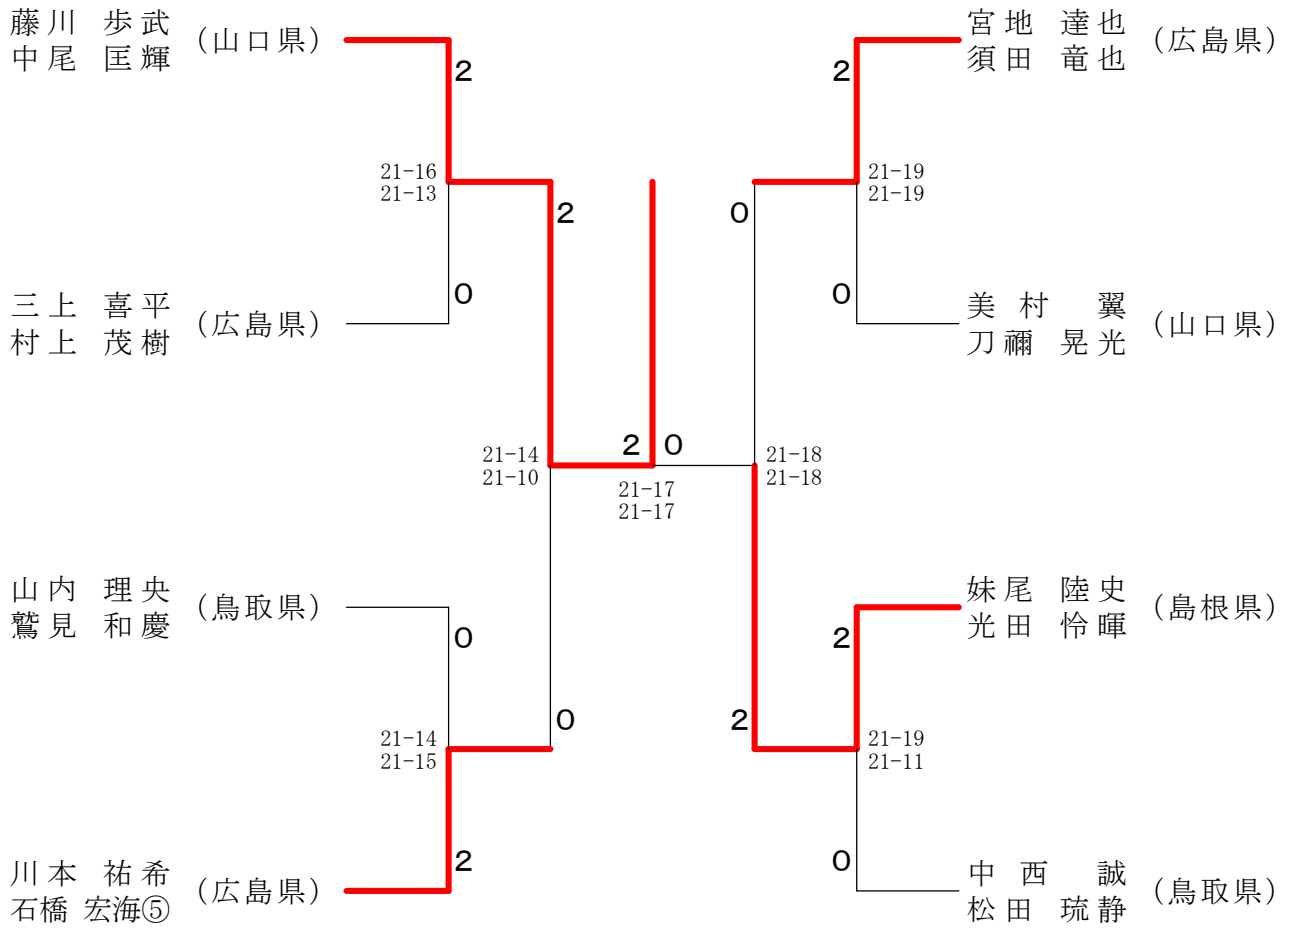 藤川 歩武
中尾 匡輝
(山口県)
2
21-16
21-13
0
三上 喜平
村上 茂樹
(広島県)
2
21-14
21-10
0
山内 理央
鷲見 和慶
(鳥取県)
0
21-14
21-15
2
川本 祐希
石橋 宏海⑤
(広島県)
2 0
21-17
21-17
宮地 達也
須田 竜也
(広島県)
2
21-19
21-19
0
美村 翼
刀禰 晃光
(山口県)
0
21-18
21-18
2
妹尾 陸史
光田 怜暉
(島根県)
2
21-19
21-11
0
中西 誠
松田 琉静
(鳥取県)